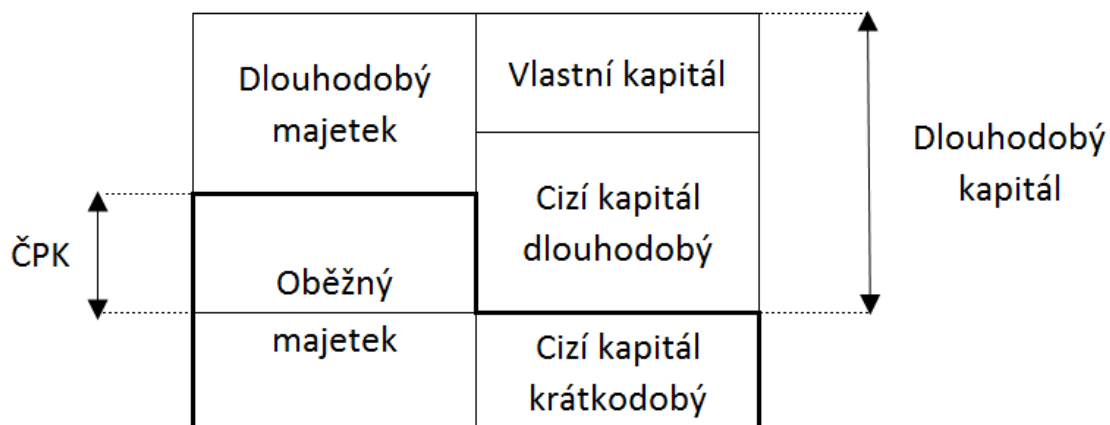 Dlouhodobý
majetek
Vlastní kapitál
Dlouhodobý
kapitál
Cizí kapitál
dlouhodobý
ČPK
Oběžný
majetek
Cizí kapitál
krátkodobý